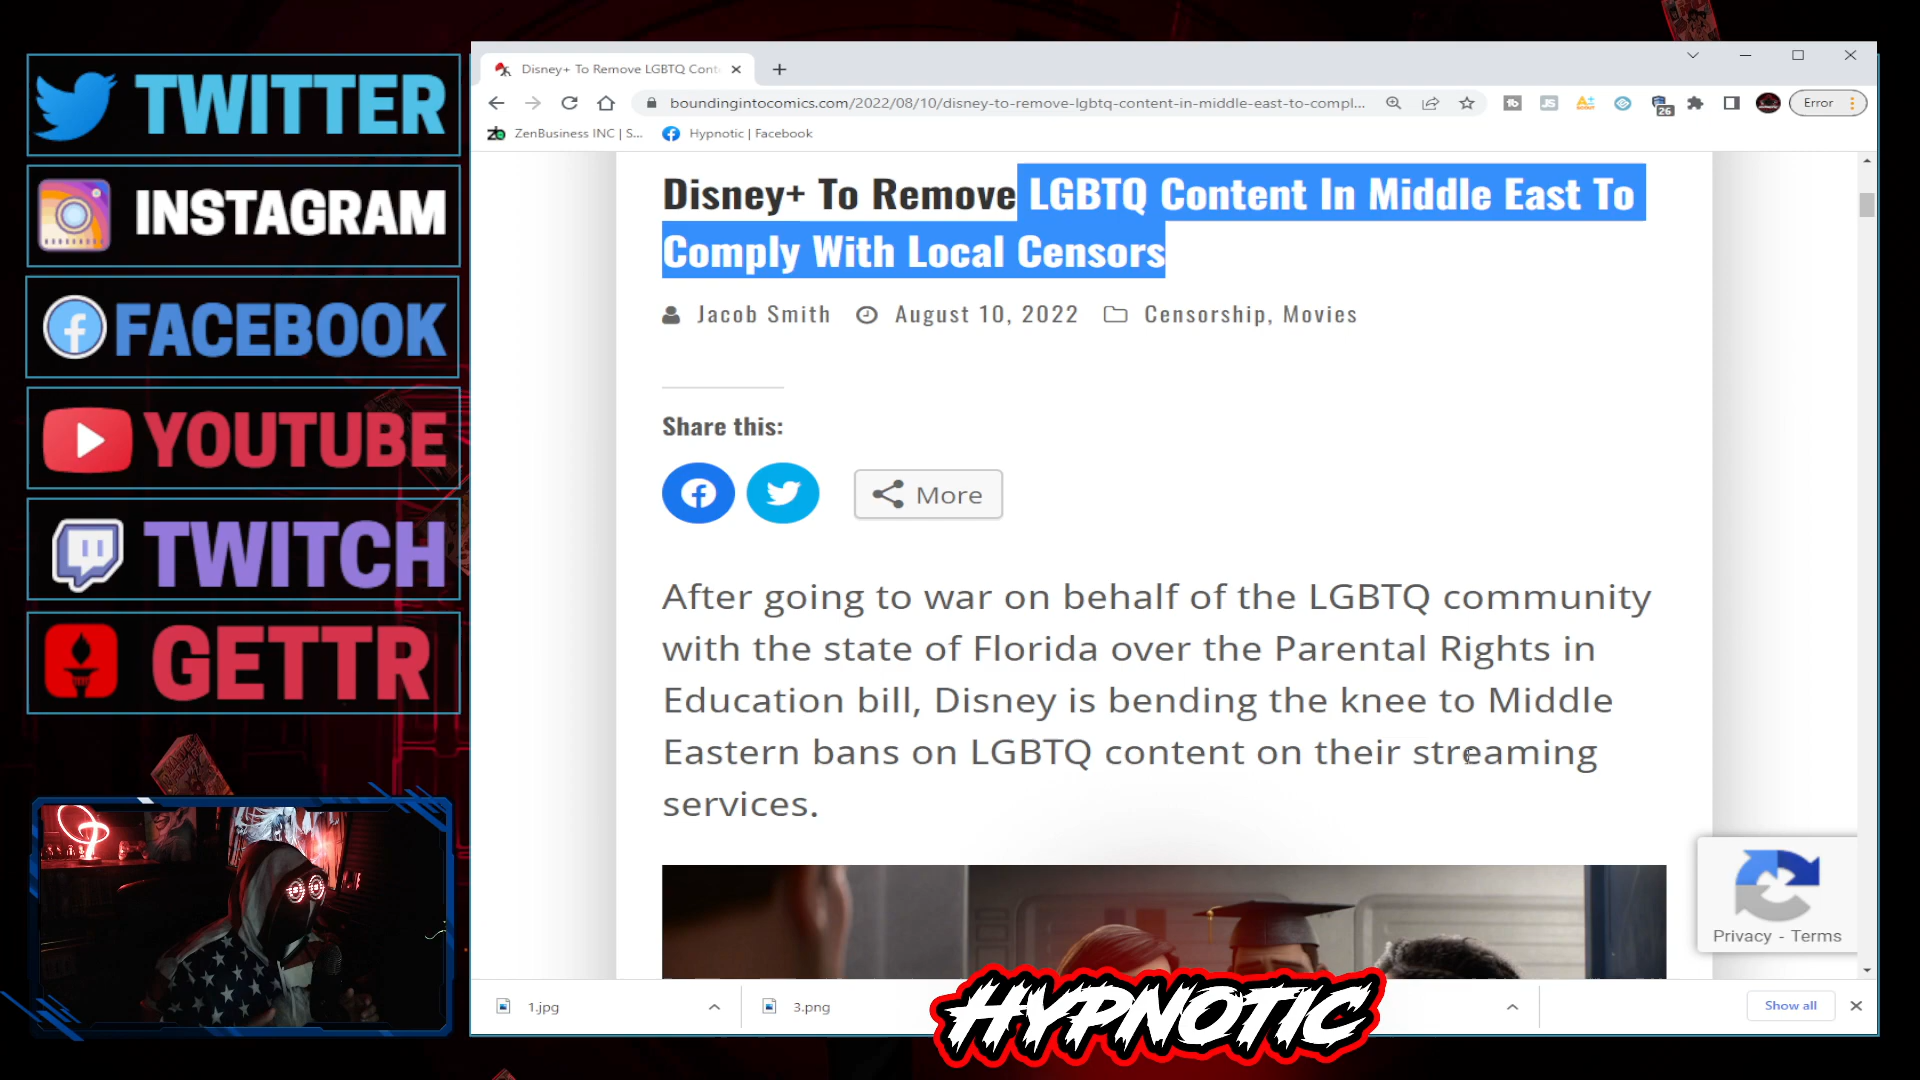 TWITTER
INSTAGRAM
FACEBOOK
YOUTUBE
TWITCH
GETTR
Disney+ To Remove LGBTQ Cont
boundingintocomics.com/2022/08/10/disney-to-remove-lgbtq-content-in-middle-east-to-compl...
26
Error
ZenBusiness INC | S...
Hypnotic | Facebook
Disney+ To Remove LGBTQ Content In Middle East To
Comply With Local Censors
Jacob Smith August 10, 2022 Censorship, Movies
Share this:
More
After going to war on behalf of the LGBTQ community
with the state of Florida over the Parental Rights in
Education bill, Disney is bending the knee to Middle
Eastern bans on LGBTQ content on their streaming
services.
Privacy - Terms
1.jpg
3.png
Show all
HYPNOTIC